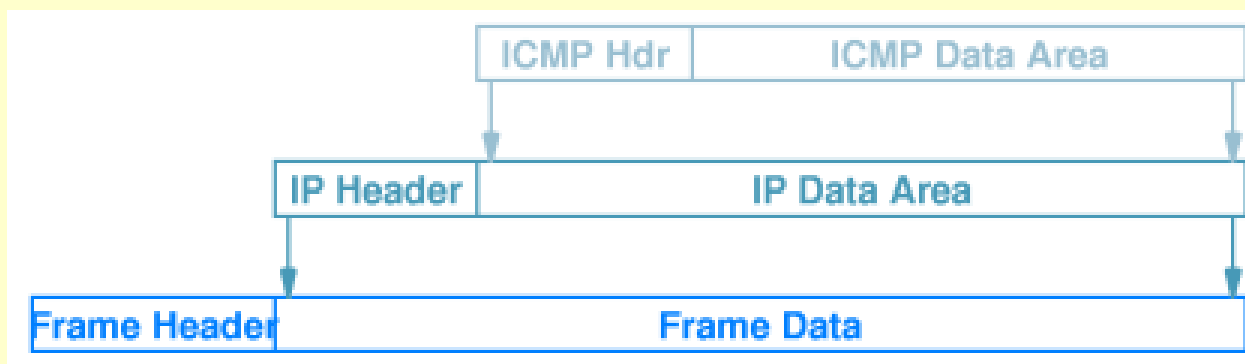 ICMP Hdr ICMP Data Area
IP Header IP Data Area
Frame Header Frame Data